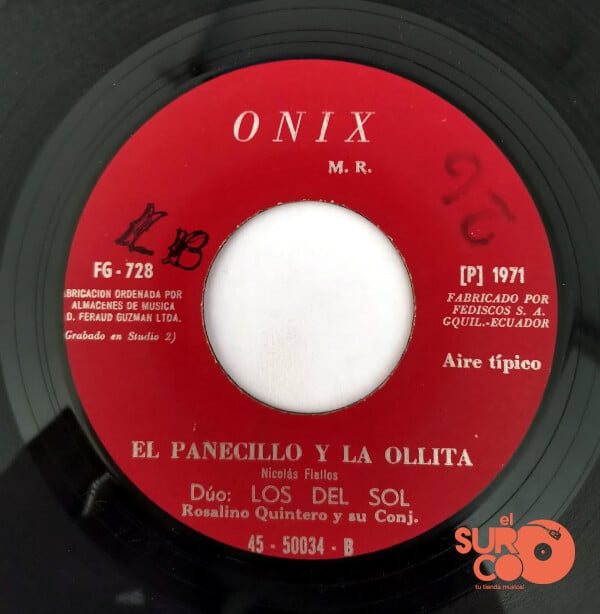 ONIX
M. R.
FG - 728
[P] 1971
ABRICACION ORDENADA POR
ALMACENES DE MUSICA
D. FERAUD GUZMAN LTDA.
Grabado en Studio 2)
FABRICADO POR
FEDISCOS S. A.
GQUIL.-ECUADOR
Aire típico
EL PANECILLO Y LA OLLITA
Nicolás Fiallos
Dúo: LOS DEL SOL
Rosalino Quintero y su Conj.
45 - 50034 - B
el
SURCO
tu tienda musical